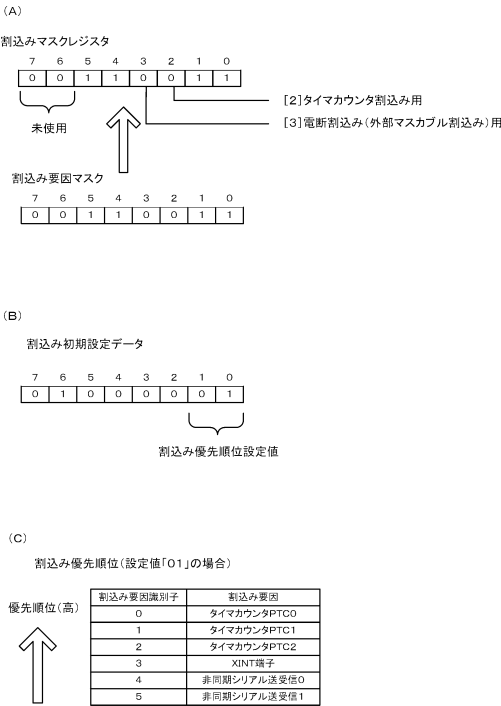 （A）
割込みマスクレジスタ
7 6 5 4 3 2 1 0
0 0 1 1 0 0 1 1
［2］タイマカウンタ割込み用
［3］電断割込み（外部マスカブル割込み）用
未使用
割込み要因マスク
7 6 5 4 3 2 1 0
0 0 1 1 0 0 1 1
（B）
割込み初期設定データ
7 6 5 4 3 2 1 0
0 1 0 0 0 0 0 1
割込み優先順位設定値
（C）
割込み優先順位（設定値「01」の場合）
優先順位（高）
割込み要因識別子 割込み要因
0 タイマカウンタPTC0
1 タイマカウンタPTC1
2 タイマカウンタPTC2
3 XINT端子
4 非同期シリアル送受信0
5 非同期シリアル送受信1